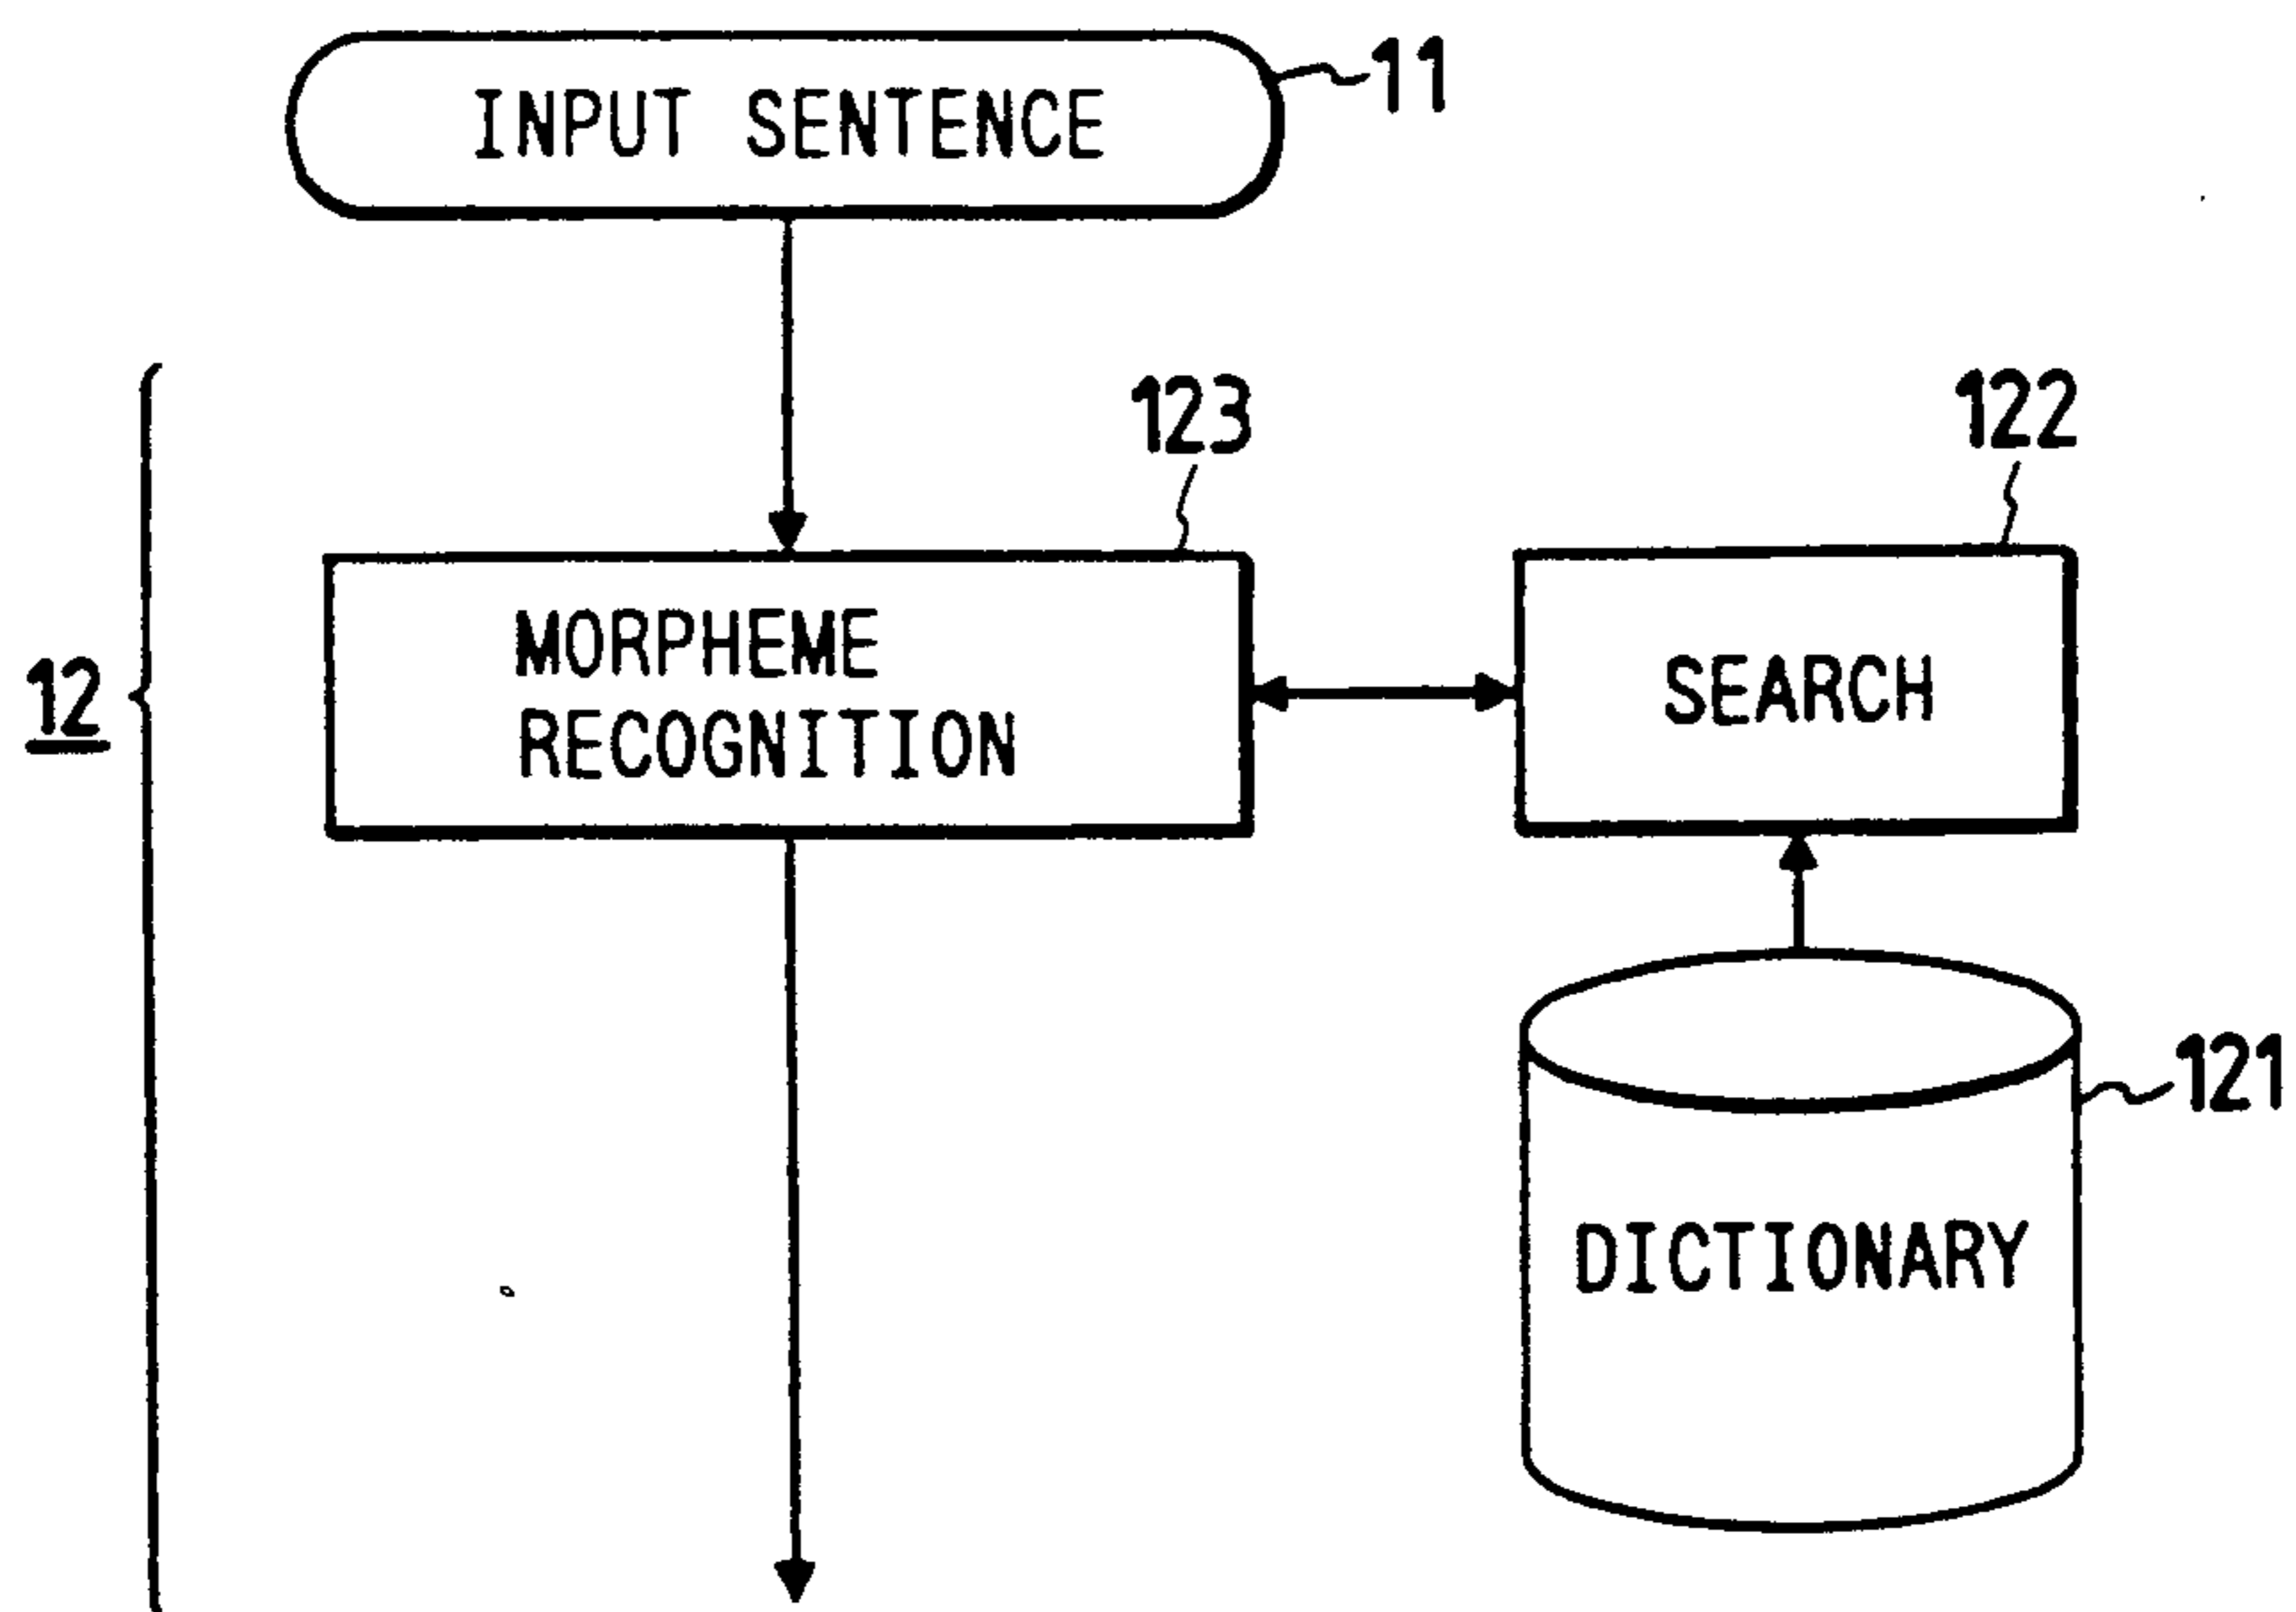 INPUT SENTENCE
11
123
122
12
MORPHEME
RECOGNITION
SEARCH
121
DICTIONARY